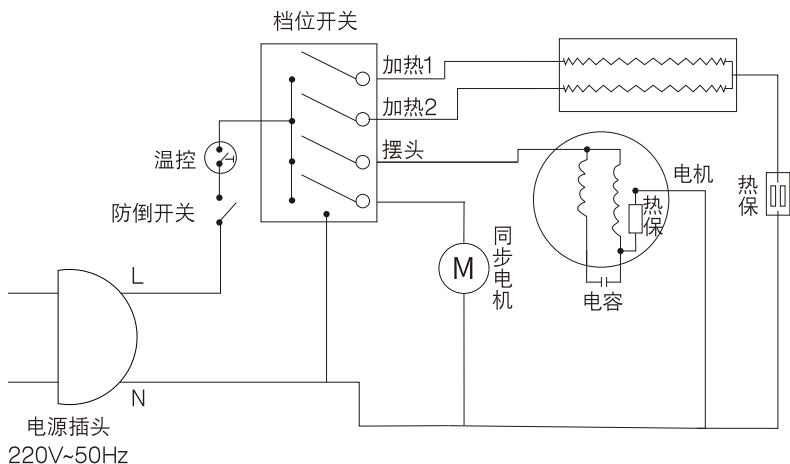 档位开关
加热1
加热2
摆头
温控
防倒开关
电机
热保
热保
同步电机
M
电容
L
N
电源插头
220V~50Hz